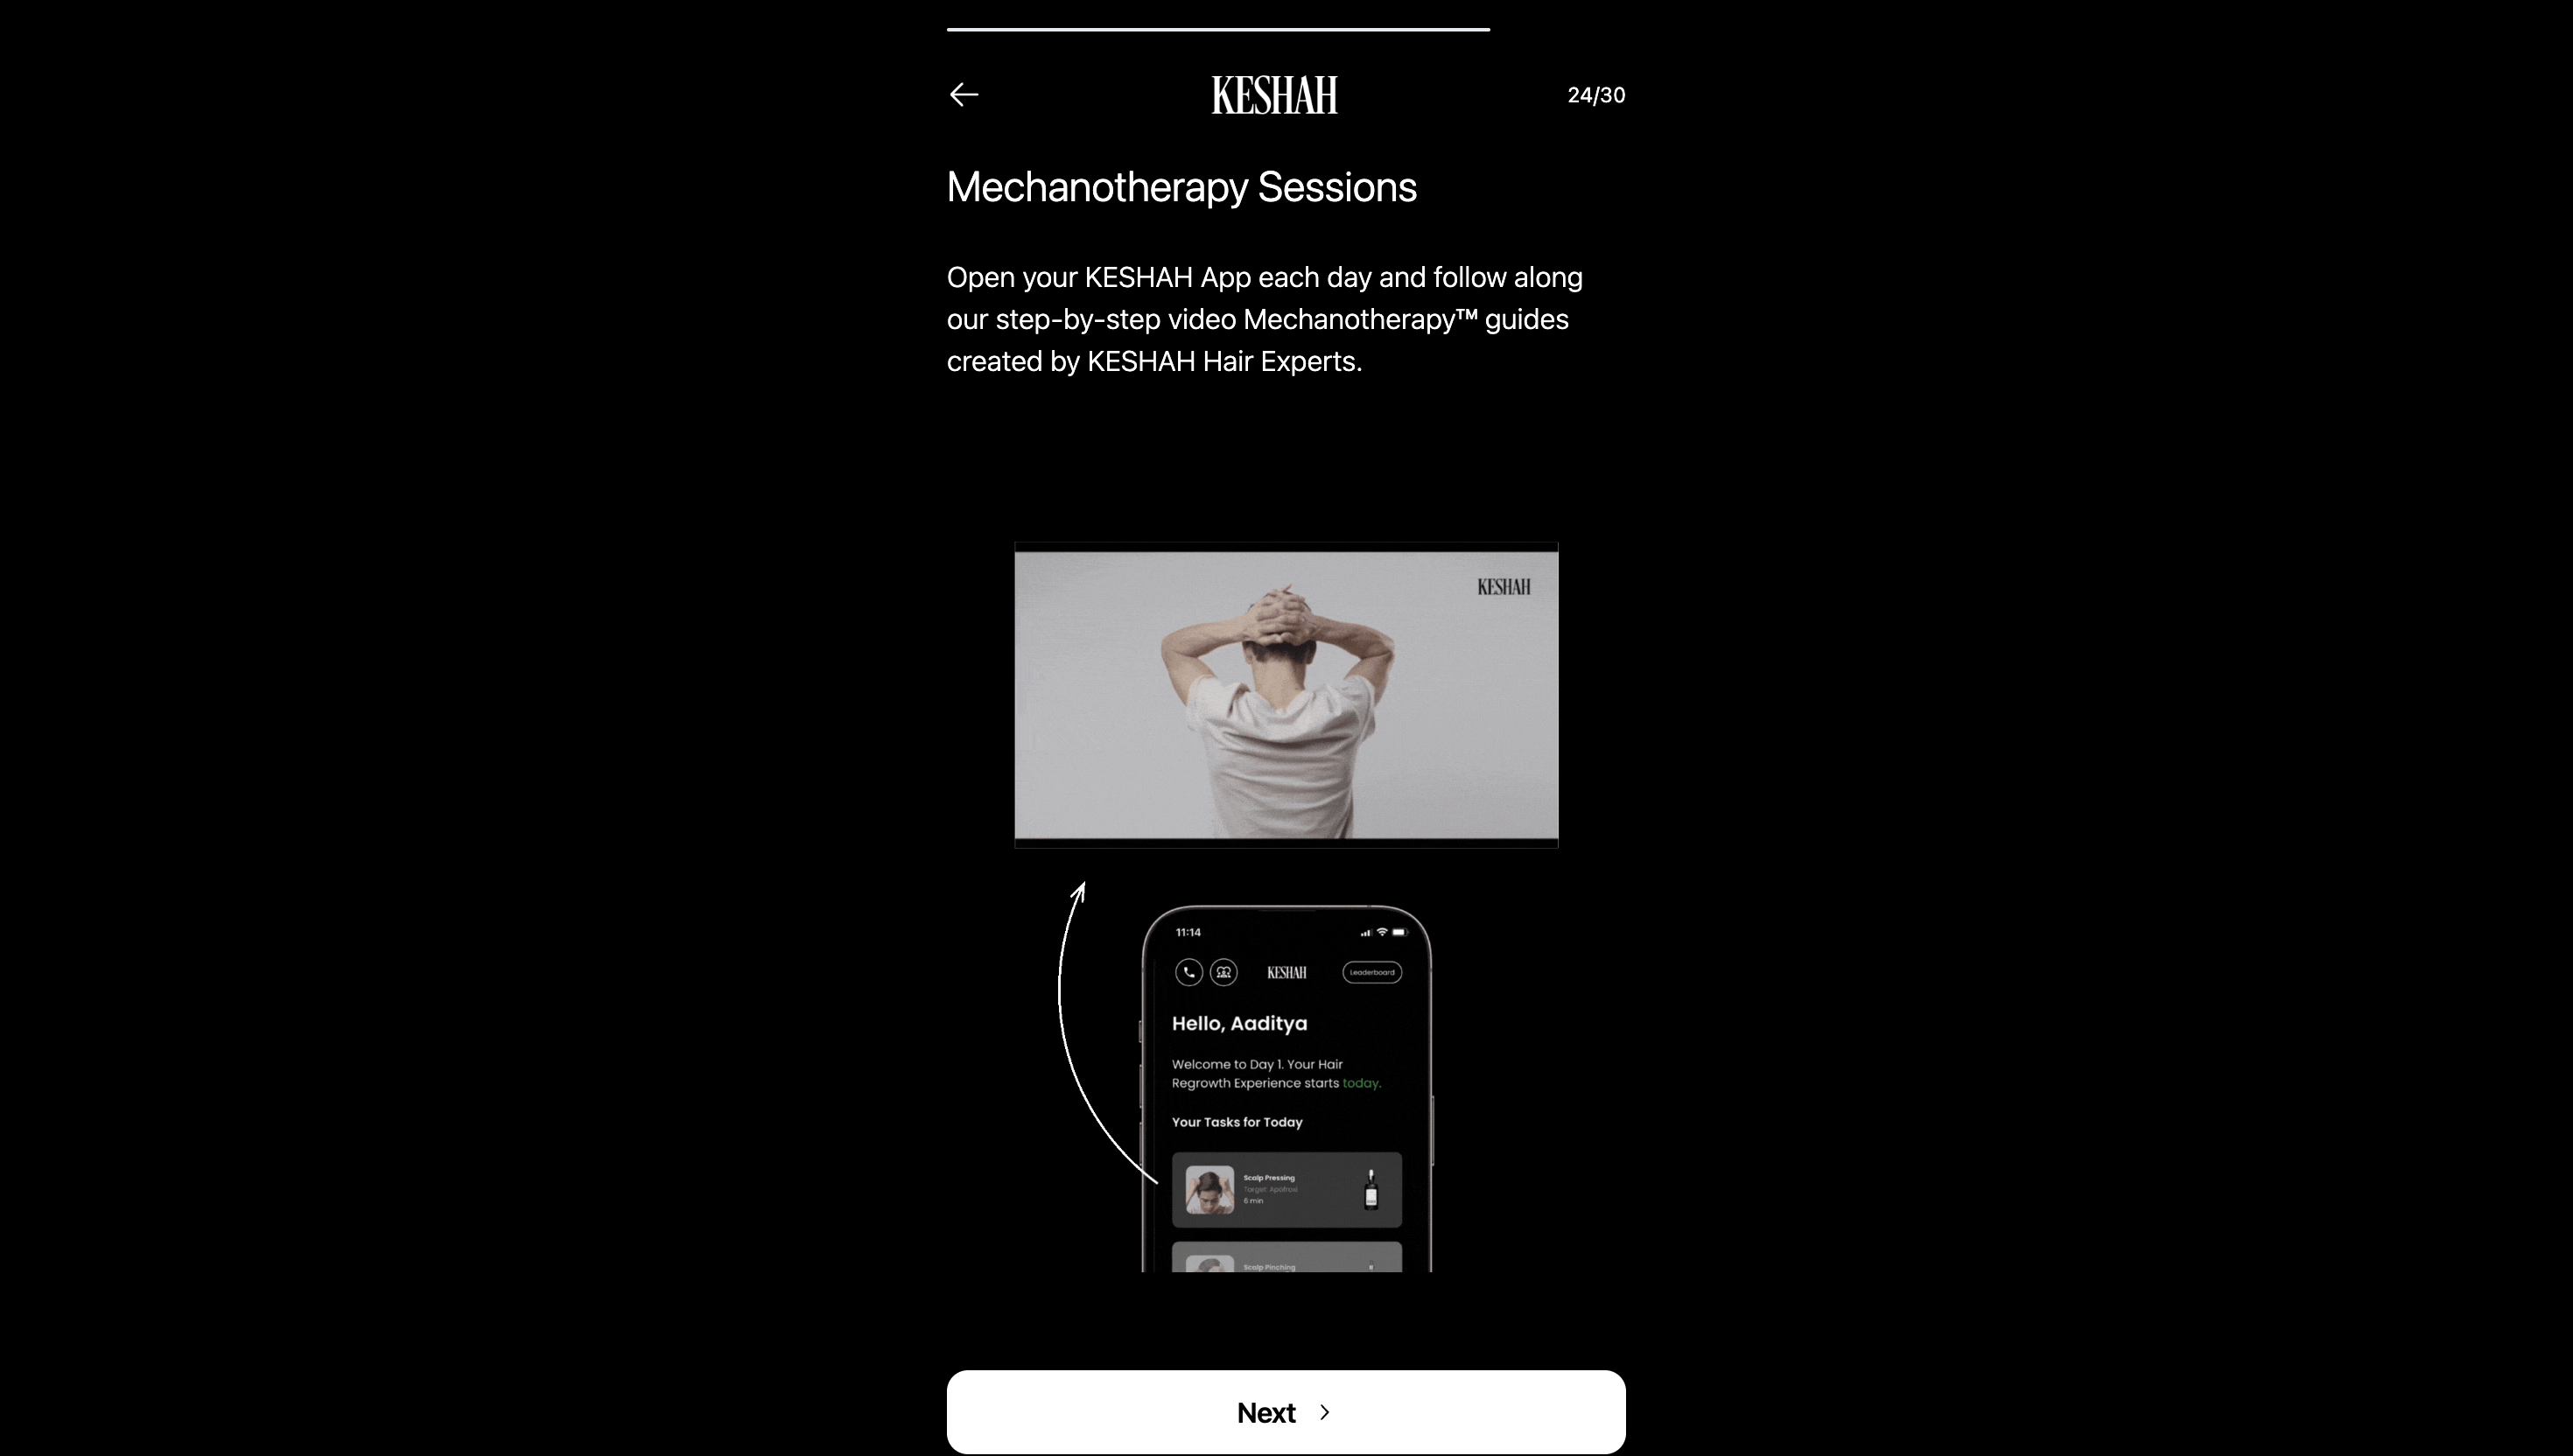 KESHAH
24/30
Mechanotherapy Sessions
Open your KESHAH App each day and follow along
our step-by-step video Mechanotherapy™ guides
created by KESHAH Hair Experts.
KESHAH
11:14
KESHAH
Leaderboard
Hello, Aaditya
Welcome to Day 1. Your Hair
Regrowth Experience starts today.
Your Tasks for Today
Scalp Pressing
Target:
6 min
Scalp Pinching
Next